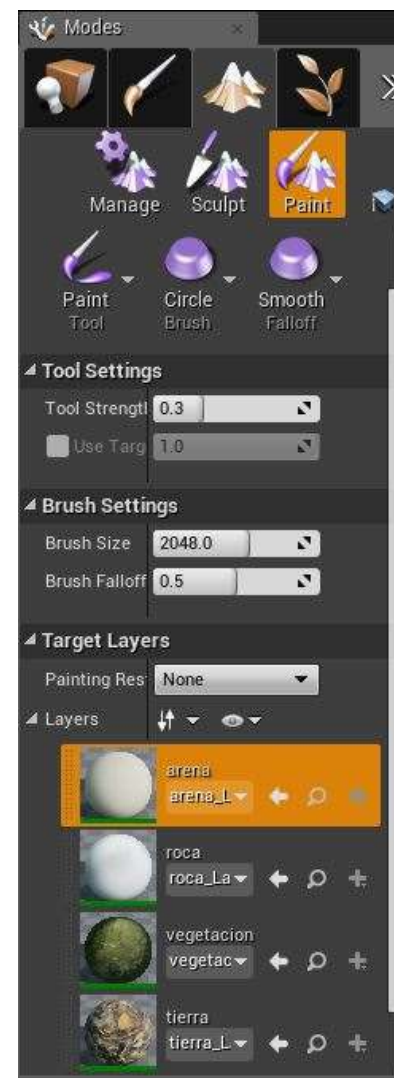 Modes
Manage Sculpt Paint
Paint Circle Smooth
Tool Brush Falloff
Tool Settings
Tool Strengtl 0.3
Use Targ 1.0
Brush Settings
Brush Size 2048.0
Brush Falloff 0.5
Target Layers
Painting Res None
Layers
arena
arena_L
roca
roca_La
vegetacion
vegetac
tierra
tierra_L